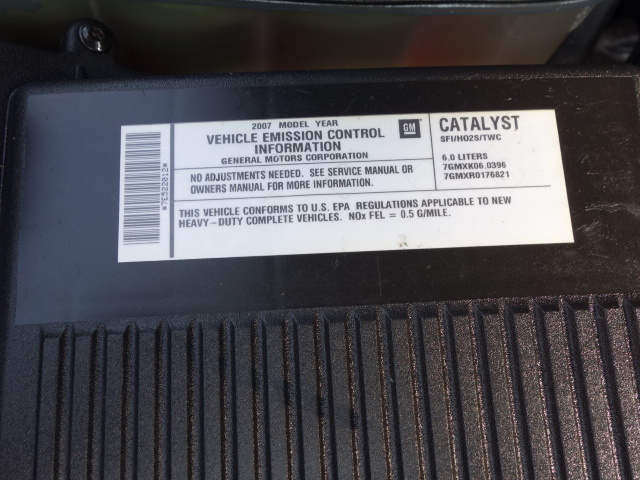 2007 MODEL YEAR
VEHICLE EMISSION CONTROL
INFORMATION
GENERAL MOTORS CORPORATION
GM
CATALYST
SFI/HO2S/TWC
NO ADJUSTMENTS NEEDED. SEE SERVICE MANUAL OR
OWNERS MANUAL FOR MORE INFORMATION.
6.0 LITERS
7GMXK06.0396
7GMXR0176821
THIS VEHICLE CONFORMS TO U.S. EPA REGULATIONS APPLICABLE TO NEW
HEAVY-DUTY COMPLETE VEHICLES. NOx FEL = 0.5 G/MILE.
*7E522012*